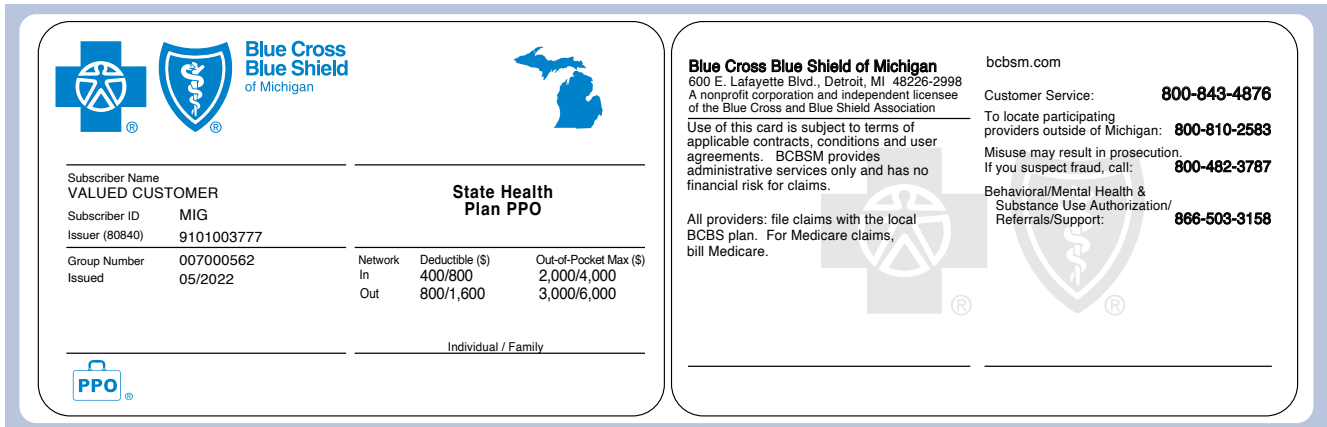 Blue Cross
Blue Shield
of Michigan
®
®
Subscriber Name
VALUED CUSTOMER
Subscriber ID MIG
Issuer (80840) 9101003777
Group Number 007000562
Issued 05/2022
State Health
Plan PPO
Network Deductible ($) Out-of-Pocket Max ($)
In 400/800 2,000/4,000
Out 800/1,600 3,000/6,000
Individual / Family
PPO ®
Blue Cross Blue Shield of Michigan
600 E. Lafayette Blvd., Detroit, MI 48226-2998
A nonprofit corporation and independent licensee
of the Blue Cross and Blue Shield Association
Use of this card is subject to terms of
applicable contracts, conditions and user
agreements. BCBSM provides
administrative services only and has no
financial risk for claims.
All providers: file claims with the local
BCBS plan. For Medicare claims,
bill Medicare.
bcbsm.com
Customer Service: 800-843-4876
To locate participating
providers outside of Michigan: 800-810-2583
Misuse may result in prosecution.
If you suspect fraud, call: 800-482-3787
Behavioral/Mental Health &
Substance Use Authorization/
Referrals/Support: 866-503-3158
®
®